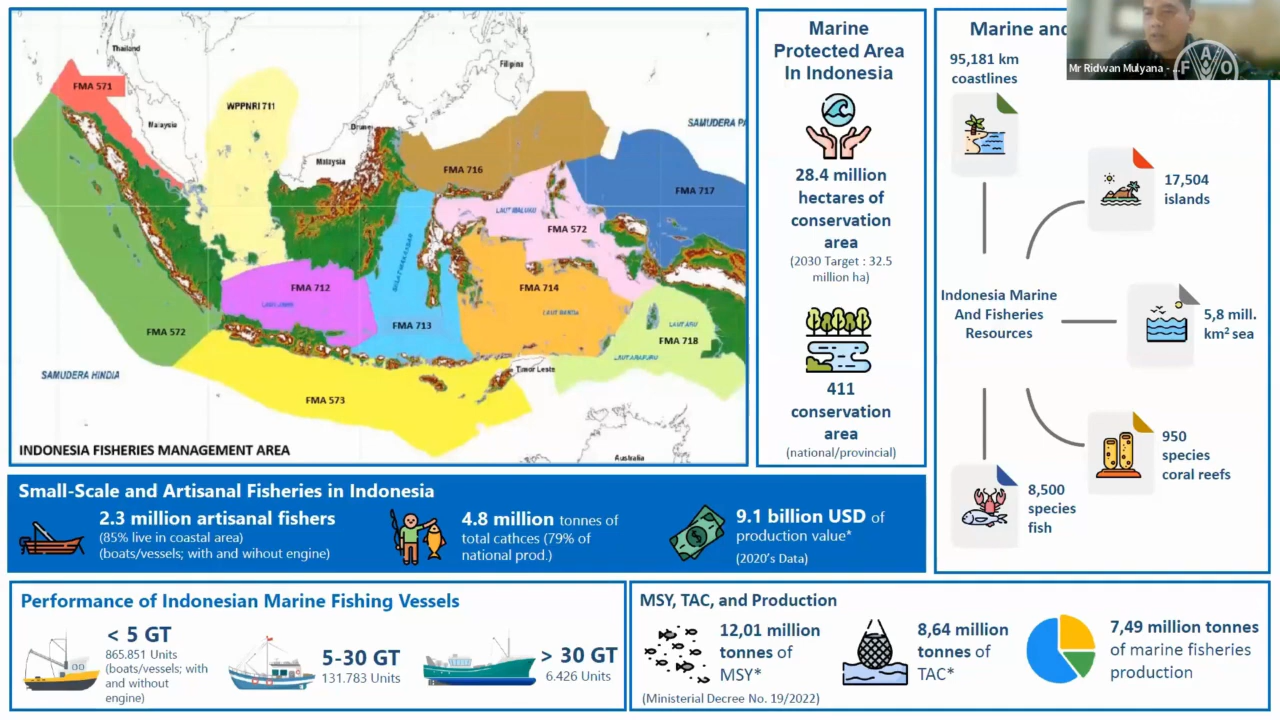 Thailand
Filipina
FMA 571
WPPNRI 711
Malaysia
SAMUDERA PA
Malaysia
FMA 716
FMA 717
LAUT MALUKU
FMA 572
FMA 712
FMA 714
LAUT BANDA
FMA 713
LAUT ARU
FMA 718
FMA 572
LAUT ARAFURU
Timor Leste
SAMUDERA HINDIA
FMA 573
INDONESIA FISHERIES MANAGEMENT AREA
Australia
Marine
Protected Area
In Indonesia
28.4 million
hectares of
conservation
area
(2030 Target : 32.5
million ha)
411
conservation
area
(national/provincial)
Marine and
Mr Ridwan Mulyana - ...
F A O
95,181 km
coastlines
17,504
islands
Indonesia Marine
And Fisheries
Resources
5,8 mill.
km² sea
950
species
coral reefs
8,500
species
fish
Small-Scale and Artisanal Fisheries in Indonesia
2.3 million artisanal fishers
(85% live in coastal area)
(boats/vessels; with and wihout engine)
4.8 million tonnes of
total cathces (79% of
national prod.)
9.1 billion USD of
production value*
(2020's Data)
Performance of Indonesian Marine Fishing Vessels
< 5 GT
865.851 Units
(boats/vessels; with
and without
engine)
5-30 GT
131.783 Units
> 30 GT
6.426 Units
MSY, TAC, and Production
12,01 million
tonnes of
MSY*
(Ministerial Decree No. 19/2022)
8,64 million
tonnes of
TAC*
7,49 million tonnes
of marine fisheries
production